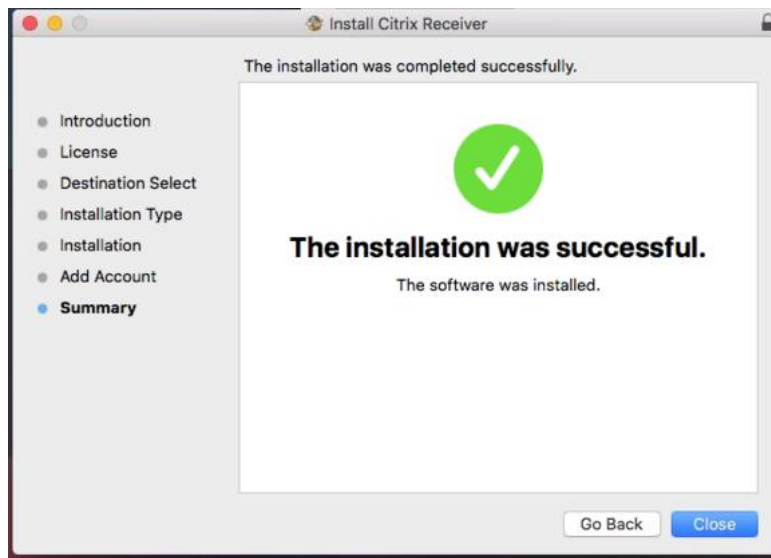 Install Citrix Receiver
The installation was completed successfully.
Introduction
License
Destination Select
Installation Type
Installation
Add Account
Summary
The installation was successful.
The software was installed.
Go Back
Close